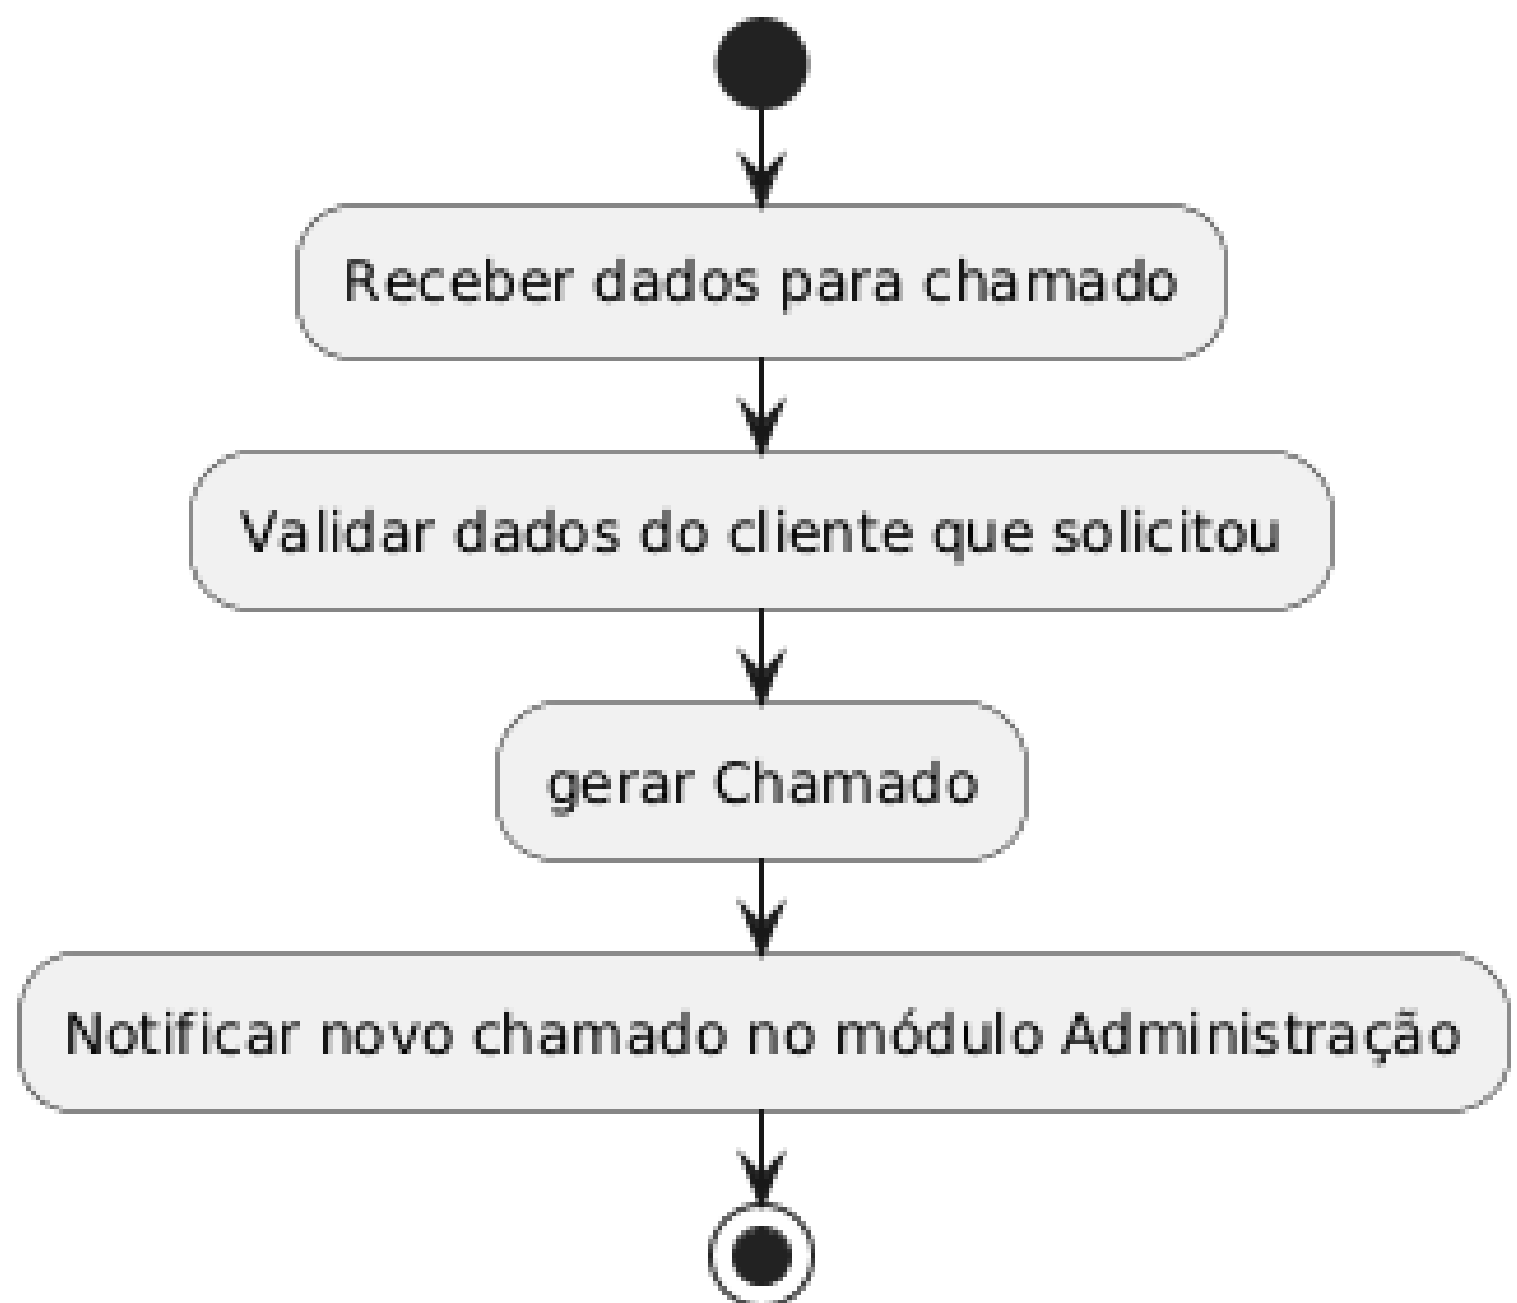 Receber dados para chamado
Validar dados do cliente que solicitou
gerar Chamado
Notificar novo chamado no módulo Administração